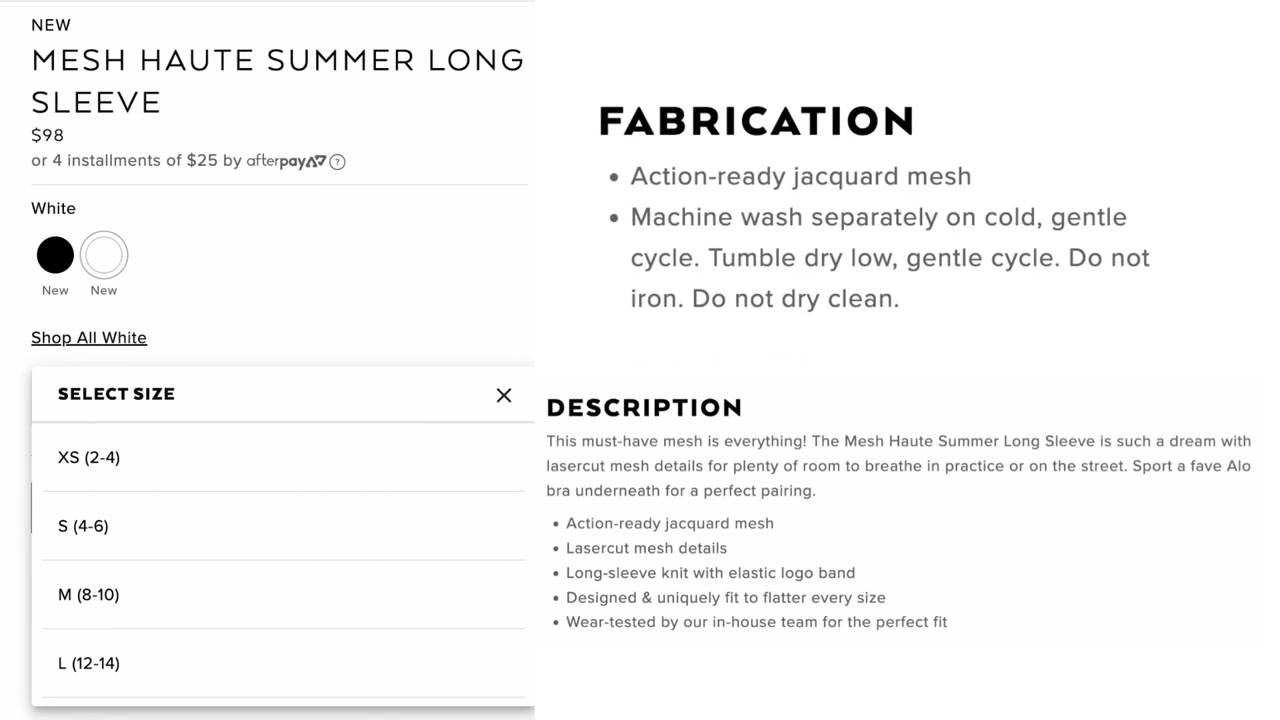 NEW
MESH HAUTE SUMMER LONG
SLEEVE
$98
or 4 installments of $25 by afterpay ?
White
New New
Shop All White
SELECT SIZE
XS (2-4)
S (4-6)
M (8-10)
L (12-14)
FABRICATION
• Action-ready jacquard mesh
• Machine wash separately on cold, gentle
cycle. Tumble dry low, gentle cycle. Do not
iron. Do not dry clean.
DESCRIPTION
This must-have mesh is everything! The Mesh Haute Summer Long Sleeve is such a dream with
lasercut mesh details for plenty of room to breathe in practice or on the street. Sport a fave Alo
bra underneath for a perfect pairing.
• Action-ready jacquard mesh
• Lasercut mesh details
• Long-sleeve knit with elastic logo band
• Designed & uniquely fit to flatter every size
• Wear-tested by our in-house team for the perfect fit